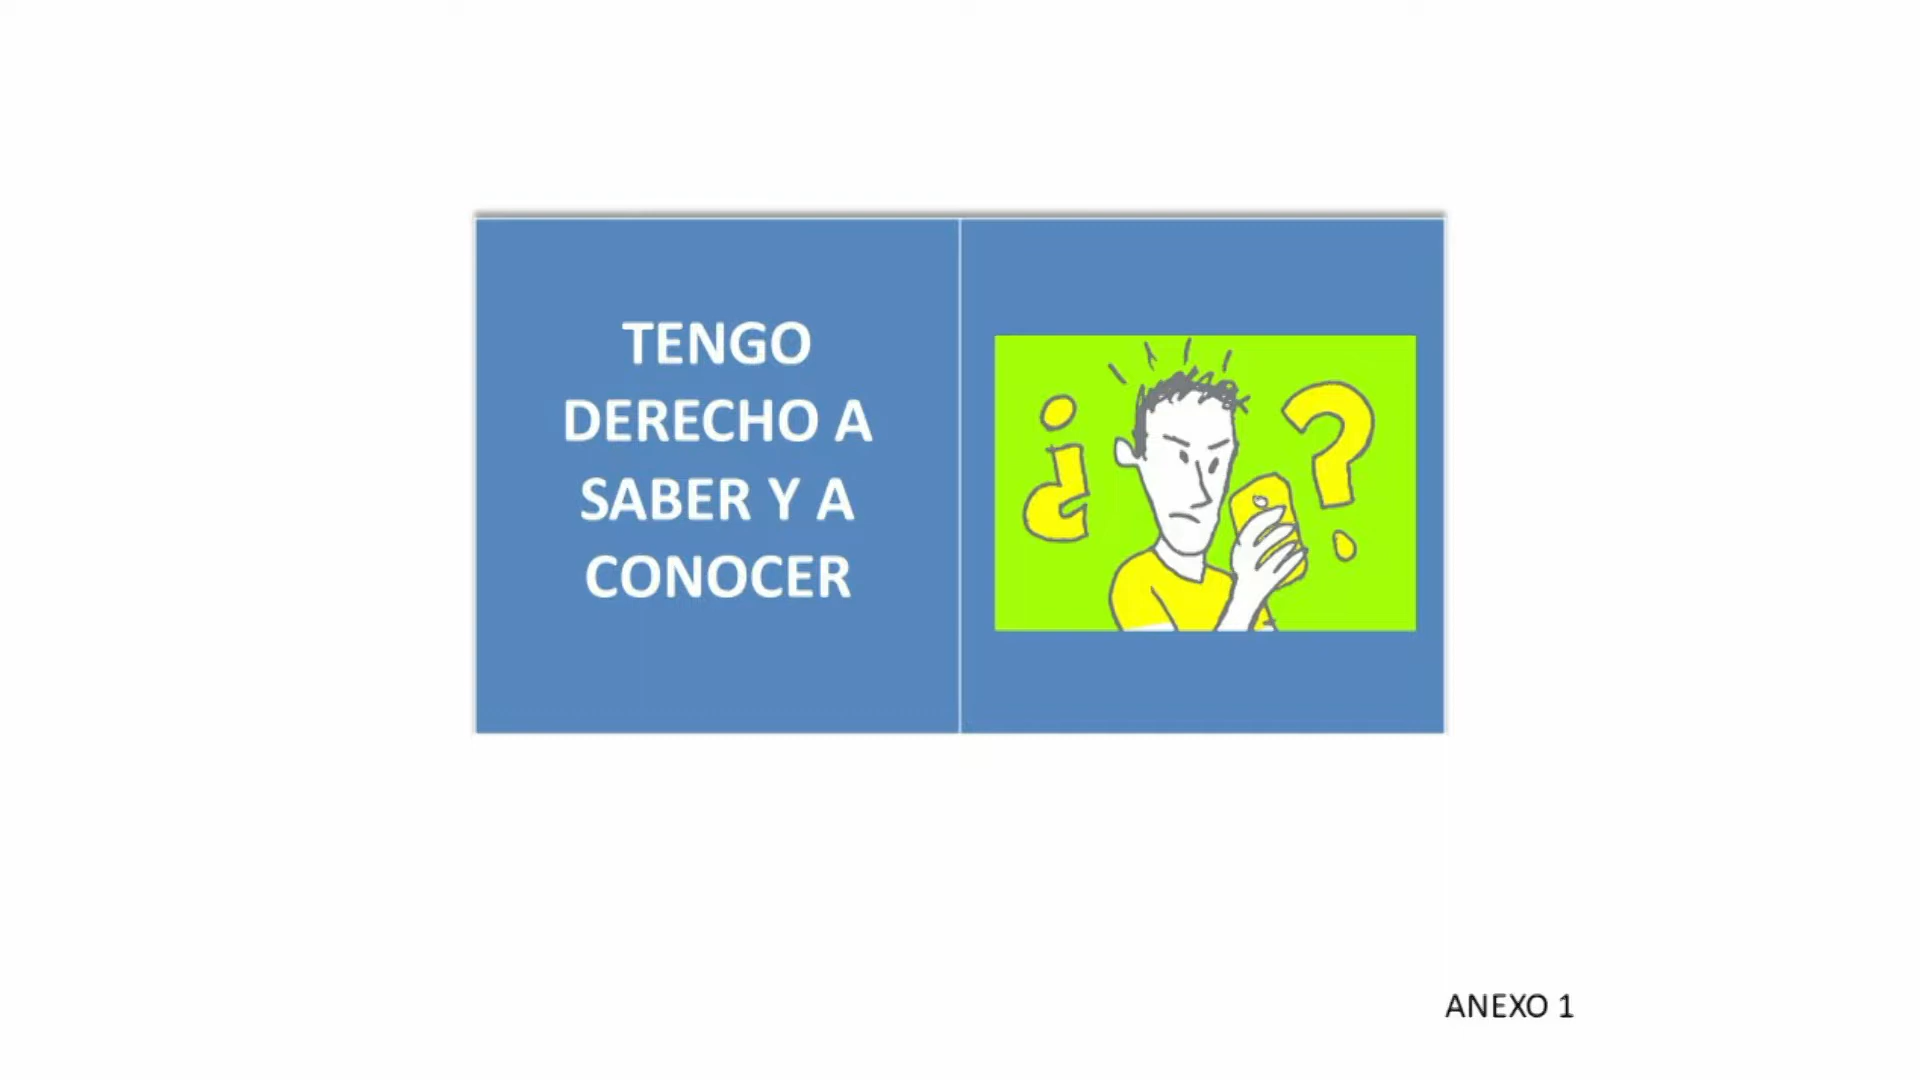 TENGO
DERECHO A
SABER Y A
CONOCER
¿ ?
ANEXO 1